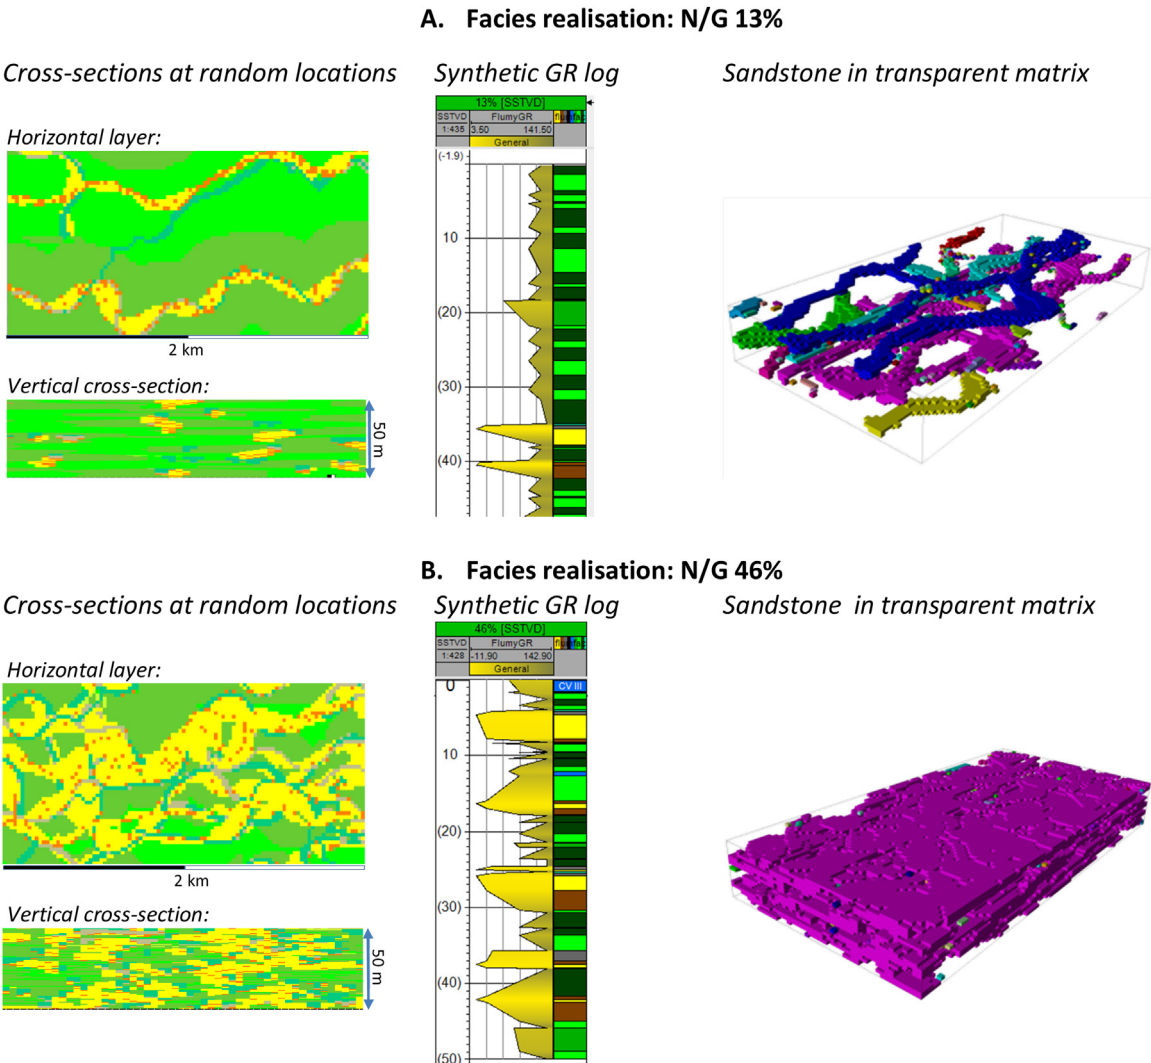 A. Facies realisation: N/G 13%
Cross-sections at random locations
Synthetic GR log
Sandstone in transparent matrix
Horizontal layer:
2 km
Vertical cross-section:
50 m
13% [SSTVD]
SSTVD FlumyGR
1:435 3.50 141.50
General
(-1.9)
10
(20)
(30)
(40)
B. Facies realisation: N/G 46%
Cross-sections at random locations
Synthetic GR log
Sandstone in transparent matrix
Horizontal layer:
2 km
Vertical cross-section:
50 m
46% [SSTVD]
SSTVD FlumyGR
1:428 -11.90 142.90
General
0
CV III
10
(20)
(30)
(40)
(50)